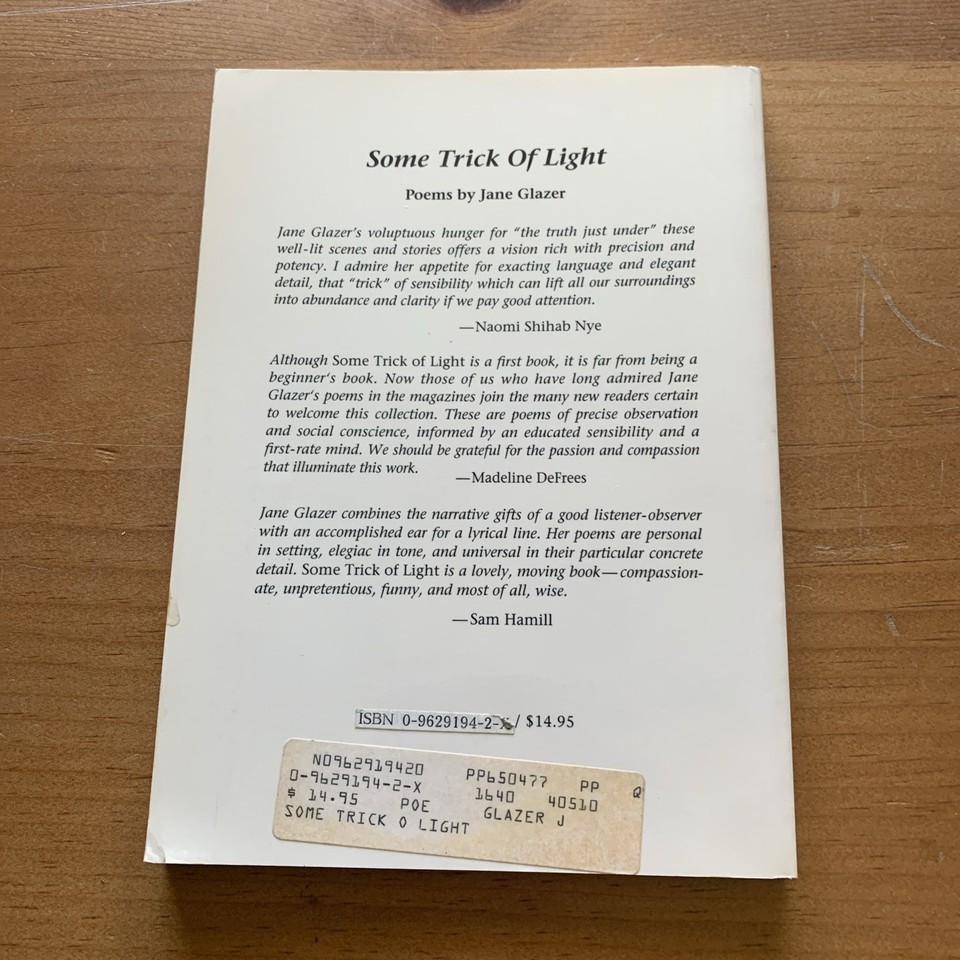 Some Trick Of Light
Poems by Jane Glazer
Jane Glazer's voluptuous hunger for "the truth just under" these
well-lit scenes and stories offers a vision rich with precision and
potency. I admire her appetite for exacting language and elegant
detail, that "trick" of sensibility which can lift all our surroundings
into abundance and clarity if we pay good attention.
—Naomi Shihab Nye
Although Some Trick of Light is a first book, it is far from being a
beginner's book. Now those of us who have long admired Jane
Glazer's poems in the magazines join the many new readers certain
to welcome this collection. These are poems of precise observation
and social conscience, informed by an educated sensibility and a
first-rate mind. We should be grateful for the passion and compassion
that illuminate this work.
—Madeline DeFrees
Jane Glazer combines the narrative gifts of a good listener-observer
with an accomplished ear for a lyrical line. Her poems are personal
in setting, elegiac in tone, and universal in their particular concrete
detail. Some Trick of Light is a lovely, moving book—compassion-
ate, unpretentious, funny, and most of all, wise.
—Sam Hamill
ISBN 0-9629194-2-X / $14.95
N0962919420 PP650477 PP Q
0-9629194-2-X 1640 40510
$ 14.95 POE GLAZER J
SOME TRICK O LIGHT